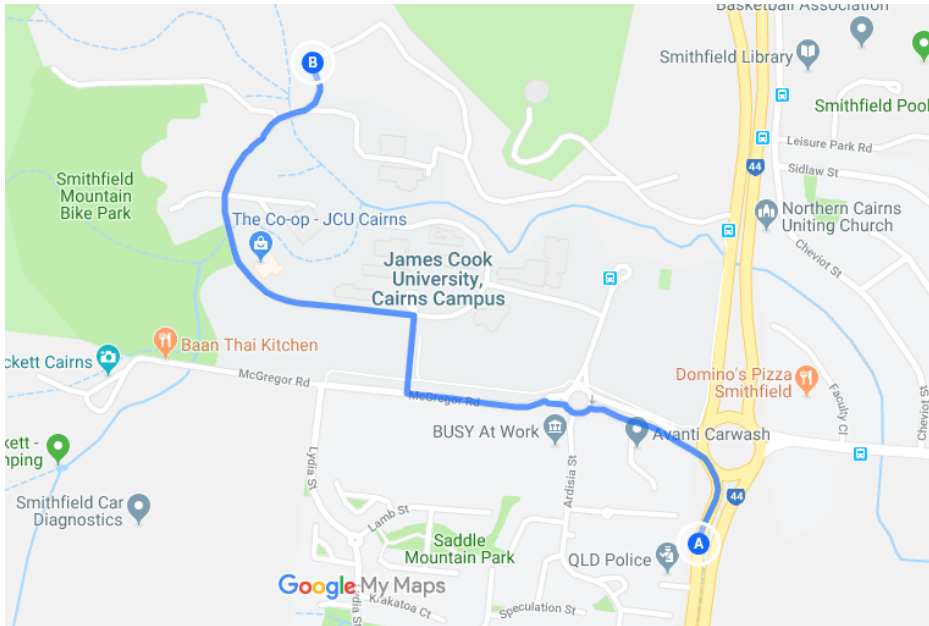 Basketball Association
Smithfield Library
B
Smithfield Pool
Leisure Park Rd
44
Sidlaw St
Smithfield
Mountain
Bike Park
Northern Cairns
Uniting Church
The Co-op - JCU Cairns
Cheviot St
James Cook
University,
Cairns Campus
Baan Thai Kitchen
ckett Cairns
McGregor Rd
Domino's Pizza
Smithfield
McGregor Rd
Faculty Cl
Cheviot St
BUSY At Work
Avanti Carwash
kett -
nping
Lydia St
Ardisia St
44
Smithfield Car
Diagnostics
Lamb St
Saddle
Mountain Park
A
QLD Police
Google My Maps
Krakatoa Ct
Speculation St
ydia St